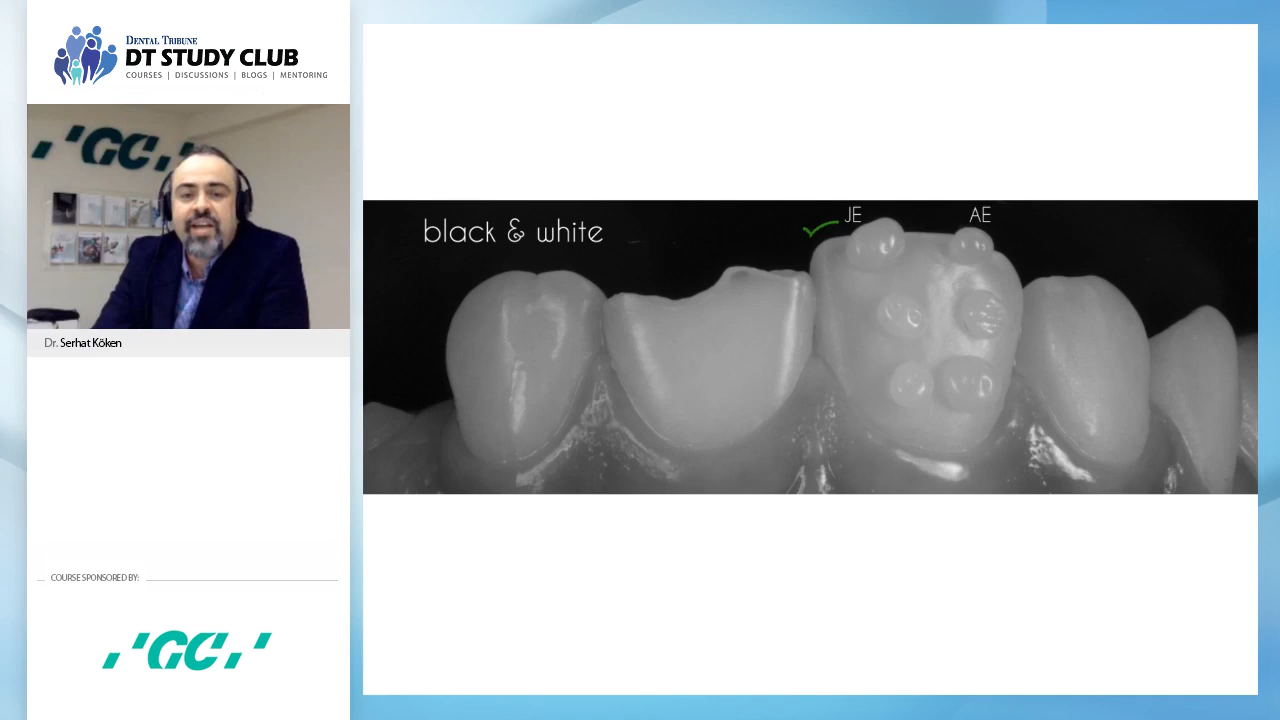 DENTAL TRIBUNE
DT STUDY CLUB
COURSES | DISCUSSIONS | BLOGS | MENTORING
GC
Dr. Serhat Köken
COURSE SPONSORED BY:
GC
black & white
JE
AE